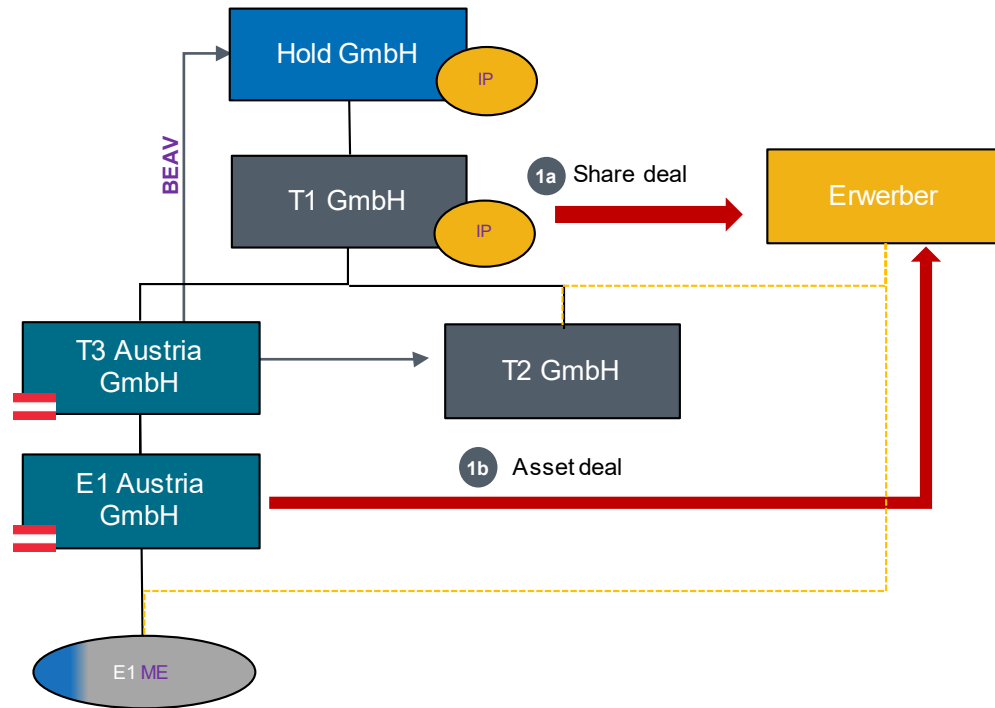 Hold GmbH
IP
BEAV
T1 GmbH
IP
1a Share deal
Erwerber
T3 Austria
GmbH
T2 GmbH
1b Asset deal
E1 Austria
GmbH
E1 ME